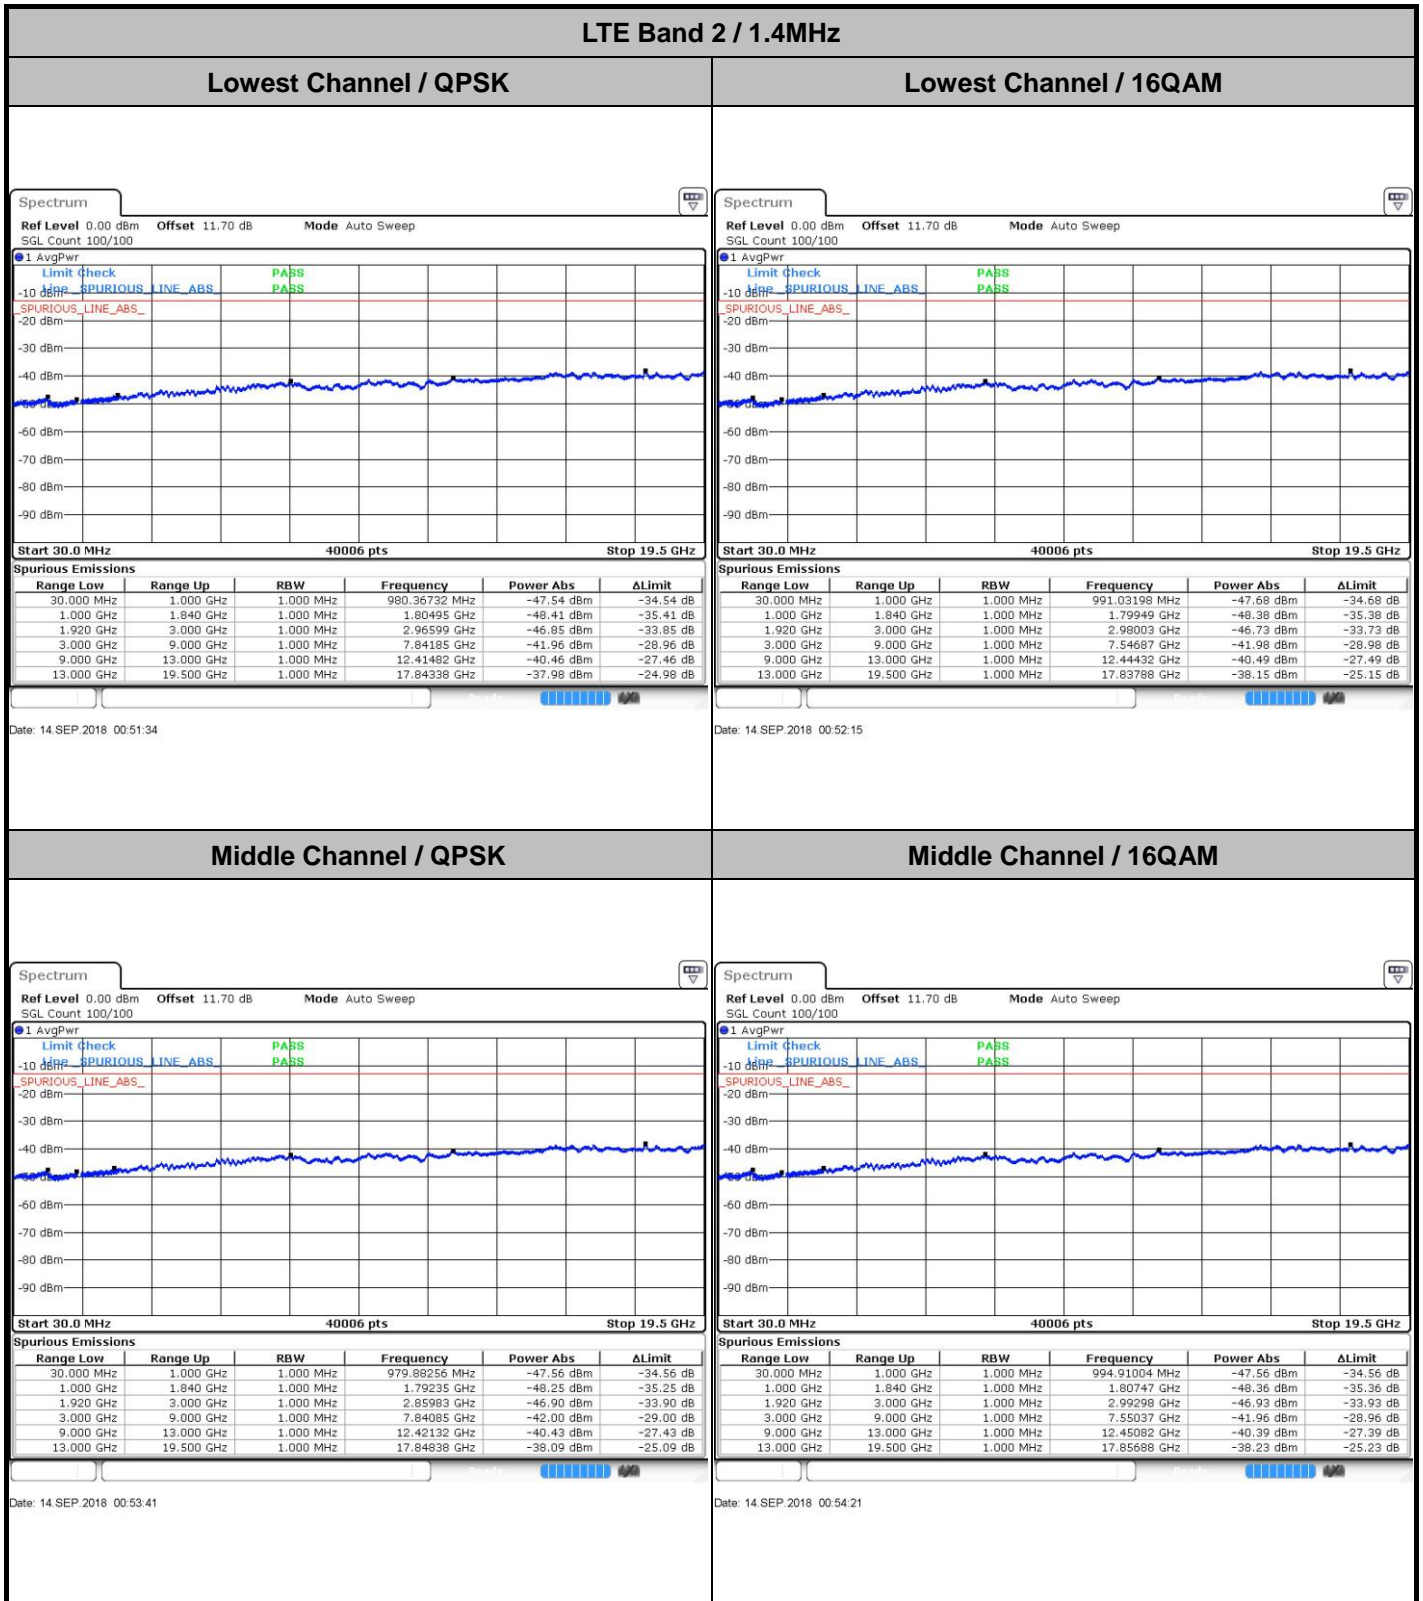 LTE Band 2 / 1.4MHz
Lowest Channel / QPSK
Lowest Channel / 16QAM
Spectrum
Ref Level 0.00 dBm Offset 11.70 dB Mode Auto Sweep
SGL Count 100/100
1 AvgPwr
Limit Check PASS
-10 dBm Line _SPURIOUS_LINE_ABS_ PASS
_SPURIOUS_LINE_ABS_
-20 dBm
-30 dBm
-40 dBm
-50 dBm
-60 dBm
-70 dBm
-80 dBm
-90 dBm
Start 30.0 MHz 40006 pts Stop 19.5 GHz
Spurious Emissions
Range Low Range Up RBW Frequency Power Abs ΔLimit
30.000 MHz 1.000 GHz 1.000 MHz 980.36732 MHz -47.54 dBm -34.54 dB
1.000 GHz 1.840 GHz 1.000 MHz 1.80495 GHz -48.41 dBm -35.41 dB
1.920 GHz 3.000 GHz 1.000 MHz 2.96599 GHz -46.85 dBm -33.85 dB
3.000 GHz 9.000 GHz 1.000 MHz 7.84185 GHz -41.96 dBm -28.96 dB
9.000 GHz 13.000 GHz 1.000 MHz 12.41482 GHz -40.46 dBm -27.46 dB
13.000 GHz 19.500 GHz 1.000 MHz 17.84338 GHz -37.98 dBm -24.98 dB
Date: 14.SEP.2018 00:51:34
Spectrum
Ref Level 0.00 dBm Offset 11.70 dB Mode Auto Sweep
SGL Count 100/100
1 AvgPwr
Limit Check PASS
-10 dBm Line _SPURIOUS_LINE_ABS_ PASS
_SPURIOUS_LINE_ABS_
-20 dBm
-30 dBm
-40 dBm
-50 dBm
-60 dBm
-70 dBm
-80 dBm
-90 dBm
Start 30.0 MHz 40006 pts Stop 19.5 GHz
Spurious Emissions
Range Low Range Up RBW Frequency Power Abs ΔLimit
30.000 MHz 1.000 GHz 1.000 MHz 991.03198 MHz -47.68 dBm -34.68 dB
1.000 GHz 1.840 GHz 1.000 MHz 1.79949 GHz -48.38 dBm -35.38 dB
1.920 GHz 3.000 GHz 1.000 MHz 2.98003 GHz -46.73 dBm -33.73 dB
3.000 GHz 9.000 GHz 1.000 MHz 7.54687 GHz -41.98 dBm -28.98 dB
9.000 GHz 13.000 GHz 1.000 MHz 12.44432 GHz -40.49 dBm -27.49 dB
13.000 GHz 19.500 GHz 1.000 MHz 17.83788 GHz -38.15 dBm -25.15 dB
Date: 14.SEP.2018 00:52:15
Middle Channel / QPSK
Middle Channel / 16QAM
Spectrum
Ref Level 0.00 dBm Offset 11.70 dB Mode Auto Sweep
SGL Count 100/100
1 AvgPwr
Limit Check PASS
-10 dBm Line _SPURIOUS_LINE_ABS_ PASS
_SPURIOUS_LINE_ABS_
-20 dBm
-30 dBm
-40 dBm
-50 dBm
-60 dBm
-70 dBm
-80 dBm
-90 dBm
Start 30.0 MHz 40006 pts Stop 19.5 GHz
Spurious Emissions
Range Low Range Up RBW Frequency Power Abs ΔLimit
30.000 MHz 1.000 GHz 1.000 MHz 979.88256 MHz -47.56 dBm -34.56 dB
1.000 GHz 1.840 GHz 1.000 MHz 1.79235 GHz -48.25 dBm -35.25 dB
1.920 GHz 3.000 GHz 1.000 MHz 2.85983 GHz -46.90 dBm -33.90 dB
3.000 GHz 9.000 GHz 1.000 MHz 7.84085 GHz -42.00 dBm -29.00 dB
9.000 GHz 13.000 GHz 1.000 MHz 12.42132 GHz -40.43 dBm -27.43 dB
13.000 GHz 19.500 GHz 1.000 MHz 17.84838 GHz -38.09 dBm -25.09 dB
Date: 14.SEP.2018 00:53:41
Spectrum
Ref Level 0.00 dBm Offset 11.70 dB Mode Auto Sweep
SGL Count 100/100
1 AvgPwr
Limit Check PASS
-10 dBm Line _SPURIOUS_LINE_ABS_ PASS
_SPURIOUS_LINE_ABS_
-20 dBm
-30 dBm
-40 dBm
-50 dBm
-60 dBm
-70 dBm
-80 dBm
-90 dBm
Start 30.0 MHz 40006 pts Stop 19.5 GHz
Spurious Emissions
Range Low Range Up RBW Frequency Power Abs ΔLimit
30.000 MHz 1.000 GHz 1.000 MHz 994.91004 MHz -47.56 dBm -34.56 dB
1.000 GHz 1.840 GHz 1.000 MHz 1.80747 GHz -48.36 dBm -35.36 dB
1.920 GHz 3.000 GHz 1.000 MHz 2.99298 GHz -46.93 dBm -33.93 dB
3.000 GHz 9.000 GHz 1.000 MHz 7.55037 GHz -41.96 dBm -28.96 dB
9.000 GHz 13.000 GHz 1.000 MHz 12.45082 GHz -40.39 dBm -27.39 dB
13.000 GHz 19.500 GHz 1.000 MHz 17.85688 GHz -38.23 dBm -25.23 dB
Date: 14.SEP.2018 00:54:21